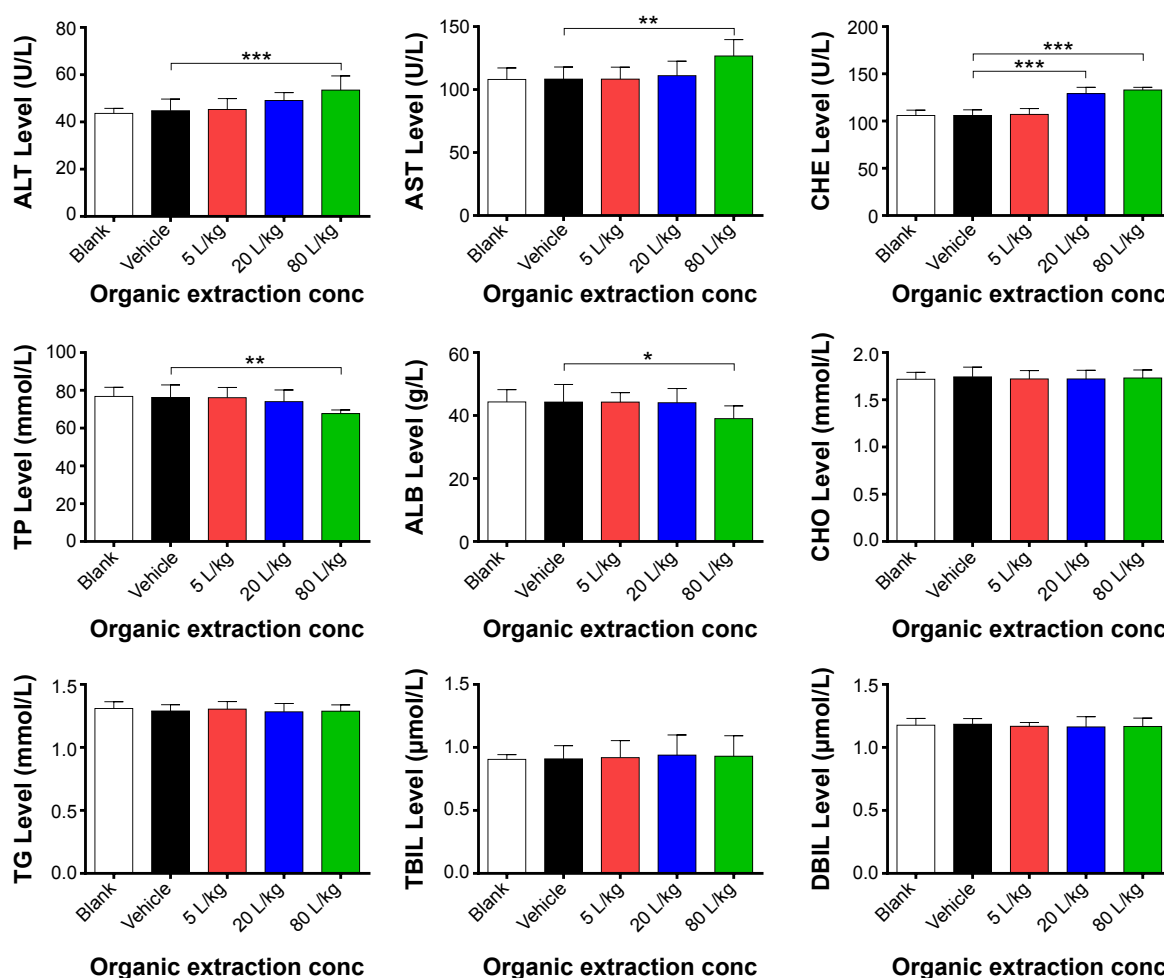 ALT Level (U/L)
80
60
40
20
0
***
Blank
Vehicle
5 L/kg
20 L/kg
80 L/kg
Organic extraction conc
AST Level (U/L)
150
100
50
0
**
Blank
Vehicle
5 L/kg
20 L/kg
80 L/kg
Organic extraction conc
CHE Level (U/L)
200
150
100
50
0
***
***
Blank
Vehicle
5 L/kg
20 L/kg
80 L/kg
Organic extraction conc
TP Level (mmol/L)
100
80
60
40
20
0
**
Blank
Vehicle
5 L/kg
20 L/kg
80 L/kg
Organic extraction conc
ALB Level (g/L)
60
40
20
0
*
Blank
Vehicle
5 L/kg
20 L/kg
80 L/kg
Organic extraction conc
CHO Level (mmol/L)
2.0
1.5
1.0
0.5
0.0
Blank
Vehicle
5 L/kg
20 L/kg
80 L/kg
Organic extraction conc
TG Level (mmol/L)
1.5
1.0
0.5
0.0
Blank
Vehicle
5 L/kg
20 L/kg
80 L/kg
Organic extraction conc
TBIL Level (μmol/L)
1.5
1.0
0.5
0.0
Blank
Vehicle
5 L/kg
20 L/kg
80 L/kg
Organic extraction conc
DBIL Level (μmol/L)
1.5
1.0
0.5
0.0
Blank
Vehicle
5 L/kg
20 L/kg
80 L/kg
Organic extraction conc